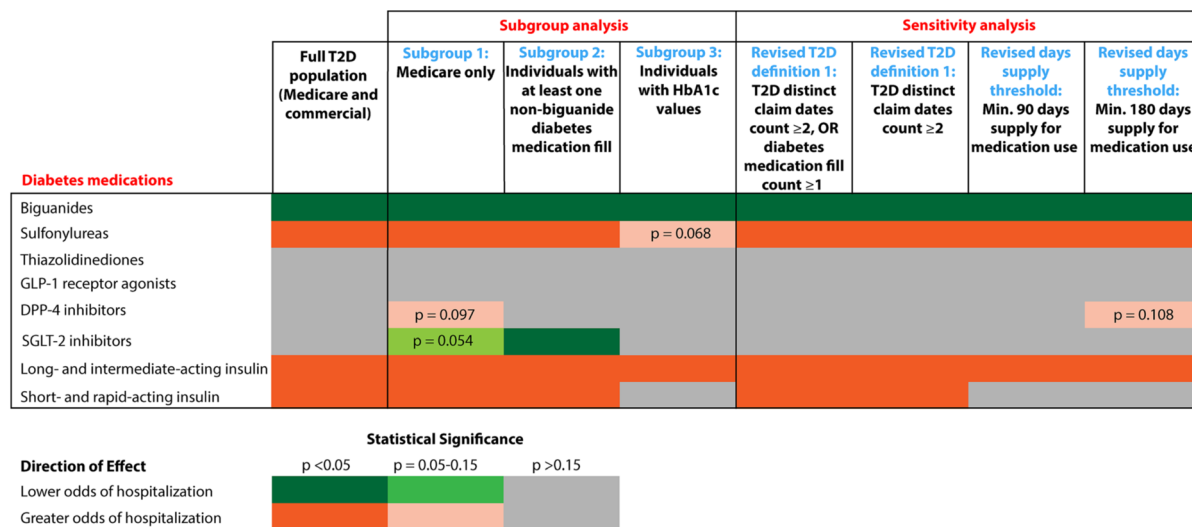 Subgroup analysis
Sensitivity analysis
Full T2D
population
(Medicare and
commercial)
Subgroup 1:
Medicare only
Subgroup 2:
Individuals with
at least one
non-biguanide
diabetes
medication fill
Subgroup 3:
Individuals
with HbA1c
values
Revised T2D
definition 1:
T2D distinct
claim dates
count ≥2, OR
diabetes
medication fill
count ≥1
Revised T2D
definition 1:
T2D distinct
claim dates
count ≥2
Revised days
supply
threshold:
Min. 90 days
supply for
medication use
Revised days
supply
threshold:
Min. 180 days
supply for
medication use
Diabetes medications
Biguanides
Sulfonylureas
p = 0.068
Thiazolidinediones
GLP-1 receptor agonists
DPP-4 inhibitors
p = 0.097
p = 0.108
SGLT-2 inhibitors
p = 0.054
Long- and intermediate-acting insulin
Short- and rapid-acting insulin
Statistical Significance
Direction of Effect
p <0.05
p = 0.05-0.15
p >0.15
Lower odds of hospitalization
Greater odds of hospitalization